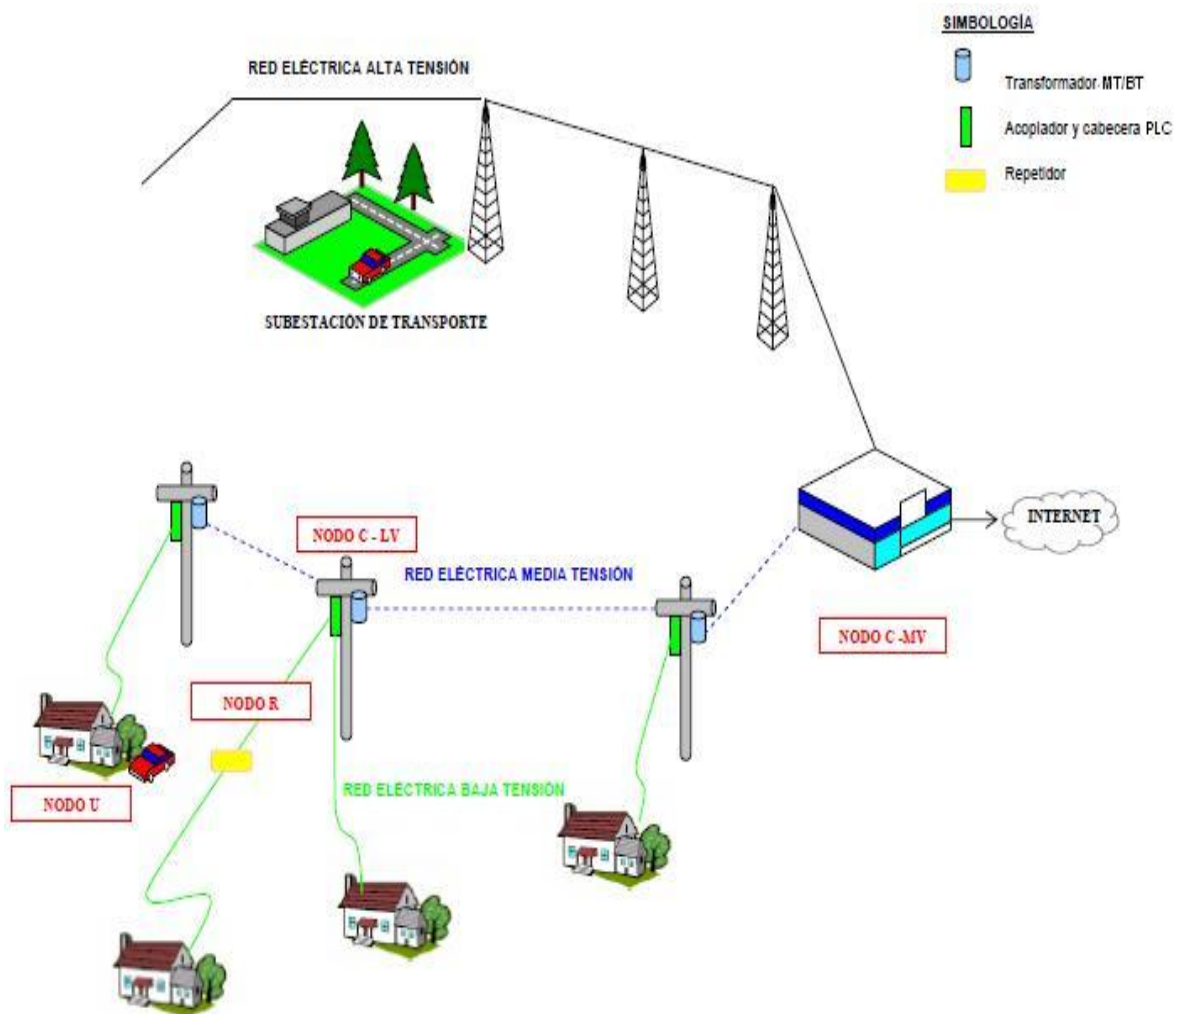 SIMBOLOGÍA
RED ELÉCTRICA ALTA TENSIÓN
Transformador MT/BT
Acoplador y cabecera PLC
Repetidor
SUBESTACIÓN DE TRANSPORTE
INTERNET
NODO C - LV
RED ELÉCTRICA MEDIA TENSIÓN
NODO C -MV
NODO R
RED ELECTRICA BAJA TENSIÓN
NODO U